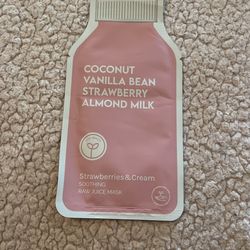 COCONUT
VANILLA BEAN
STRAWBERRY
ALMOND MILK
Strawberries & Cream
SOOTHING
RAW JUICE MASK